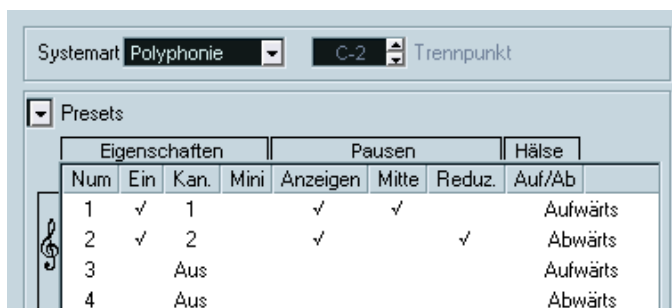 Systemart Polyphonie C-2 Trennpunkt
Presets
Eigenschaften Pausen Hälse
Num Ein Kan. Mini Anzeigen Mitte Reduz. Auf/Ab
1 √ 1 √ √ Aufwärts
2 √ 2 √ √ Abwärts
3 Aus Aufwärts
4 Aus Abwärts